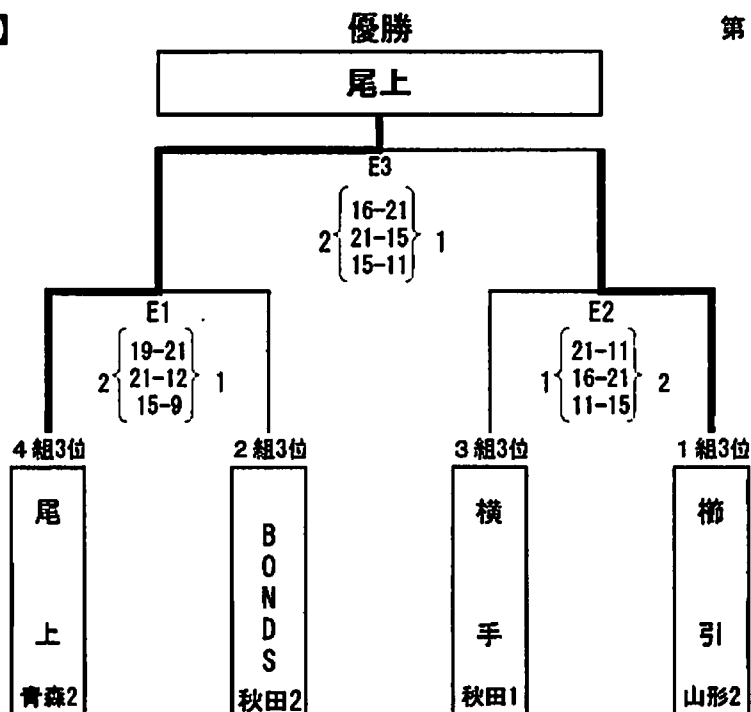 】
優勝
第
尾上
E3
16-21
2 21-15 1
15-11
E1
E2
19-21
2 21-12 1
15-9
21-11
1 16-21 2
11-15
4組3位
2組3位
3組3位
1組3位
尾上
BONDS
横手
櫛引
青森2
秋田2
秋田1
山形2